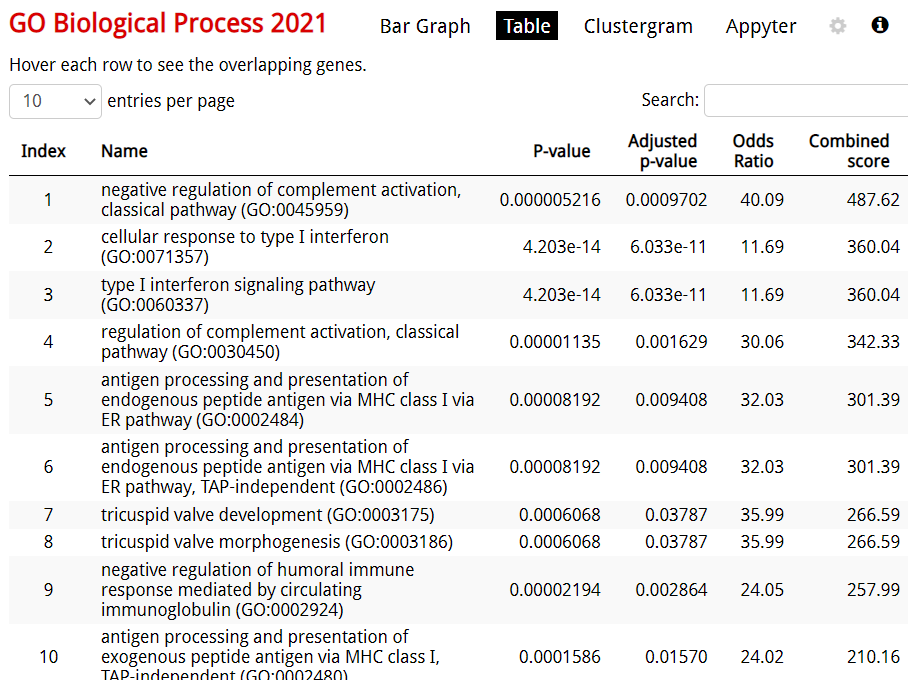 GO Biological Process 2021 Bar Graph Table Clustergram Appyter
Hover each row to see the overlapping genes.
10 entries per page Search:
Index Name P-value Adjusted p-value Odds Ratio Combined score
1 negative regulation of complement activation, 0.000005216 0.0009702 40.09 487.62
classical pathway (GO:0045959)
2 cellular response to type I interferon 4.203e-14 6.033e-11 11.69 360.04
(GO:0071357)
3 type I interferon signaling pathway 4.203e-14 6.033e-11 11.69 360.04
(GO:0060337)
4 regulation of complement activation, classical 0.00001135 0.001629 30.06 342.33
pathway (GO:0030450)
antigen processing and presentation of
5 endogenous peptide antigen via MHC class I via 0.00008192 0.009408 32.03 301.39
ER pathway (GO:0002484)
antigen processing and presentation of
6 endogenous peptide antigen via MHC class I via 0.00008192 0.009408 32.03 301.39
ER pathway, TAP-independent (GO:0002486)
7 tricuspid valve development (GO:0003175) 0.0006068 0.03787 35.99 266.59
8 tricuspid valve morphogenesis (GO:0003186) 0.0006068 0.03787 35.99 266.59
negative regulation of humoral immune
9 response mediated by circulating 0.00002194 0.002864 24.05 257.99
immunoglobulin (GO:0002924)
antigen processing and presentation of
10 exogenous peptide antigen via MHC class I, 0.0001586 0.01570 24.02 210.16
TAP-independent (GO:0002480)